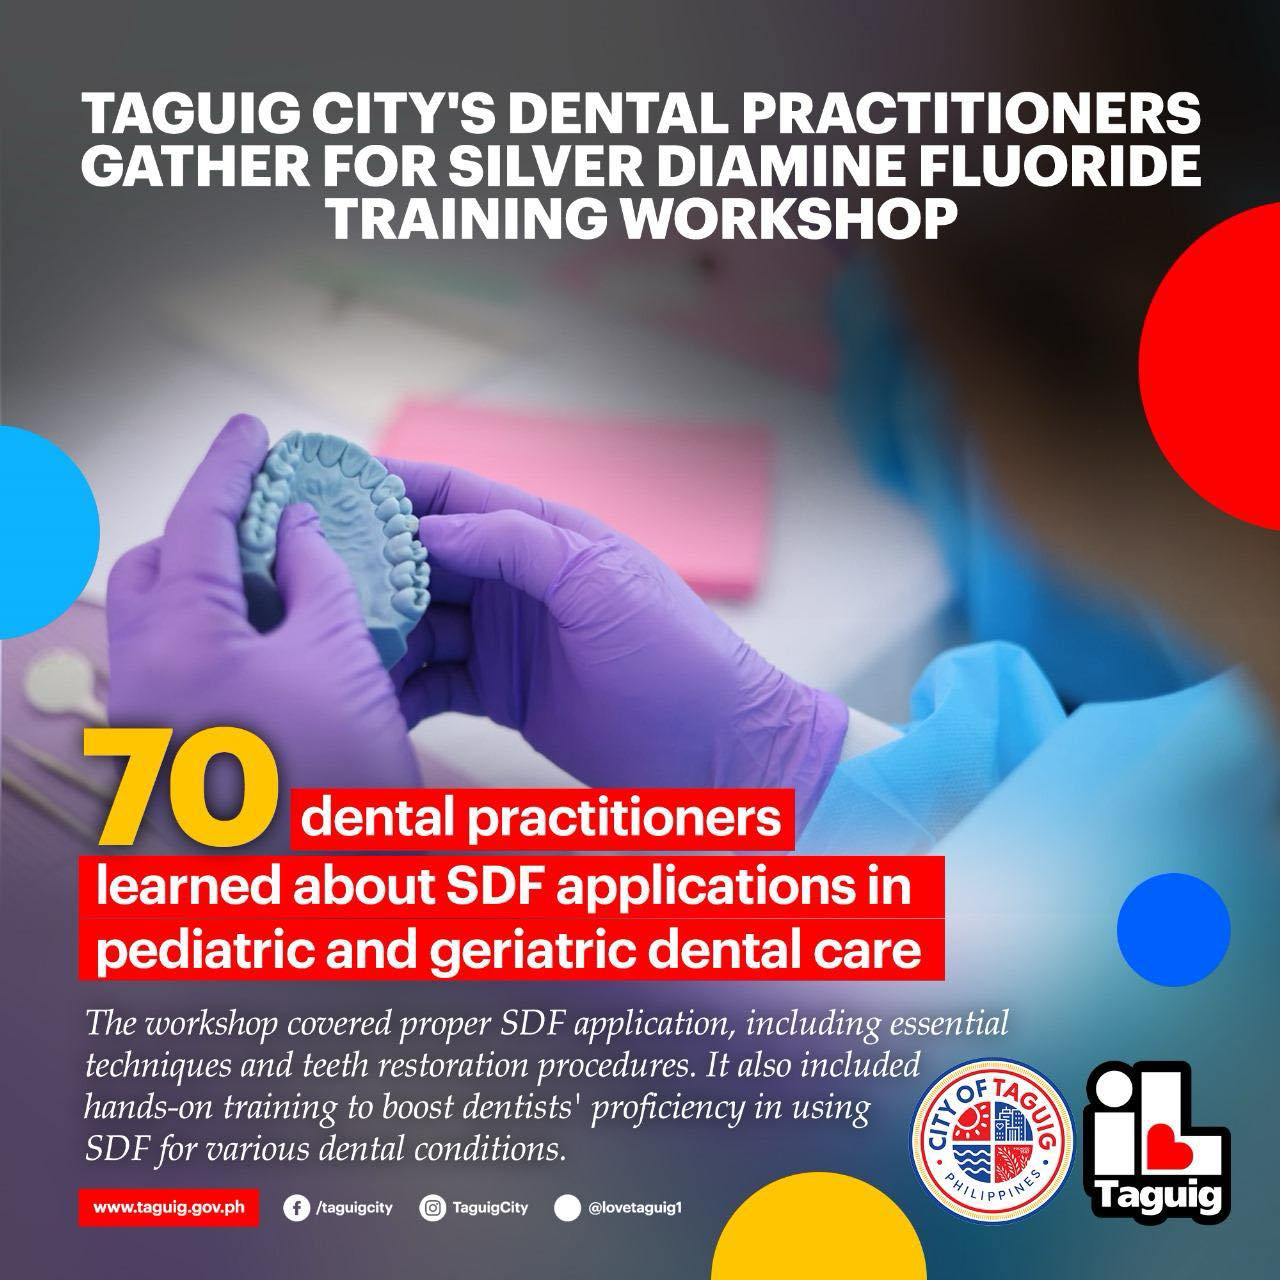 TAGUIG CITY'S DENTAL PRACTITIONERS
GATHER FOR SILVER DIAMINE FLUORIDE
TRAINING WORKSHOP
70 dental practitioners
learned about SDF applications in
pediatric and geriatric dental care
The workshop covered proper SDF application, including essential
techniques and teeth restoration procedures. It also included
hands-on training to boost dentists' proficiency in using
SDF for various dental conditions.
CITY OF TAGUIG
PHILIPPINES
iL
Taguig
www.taguig.gov.ph /taguigcity TaguigCity @lovetaguig1